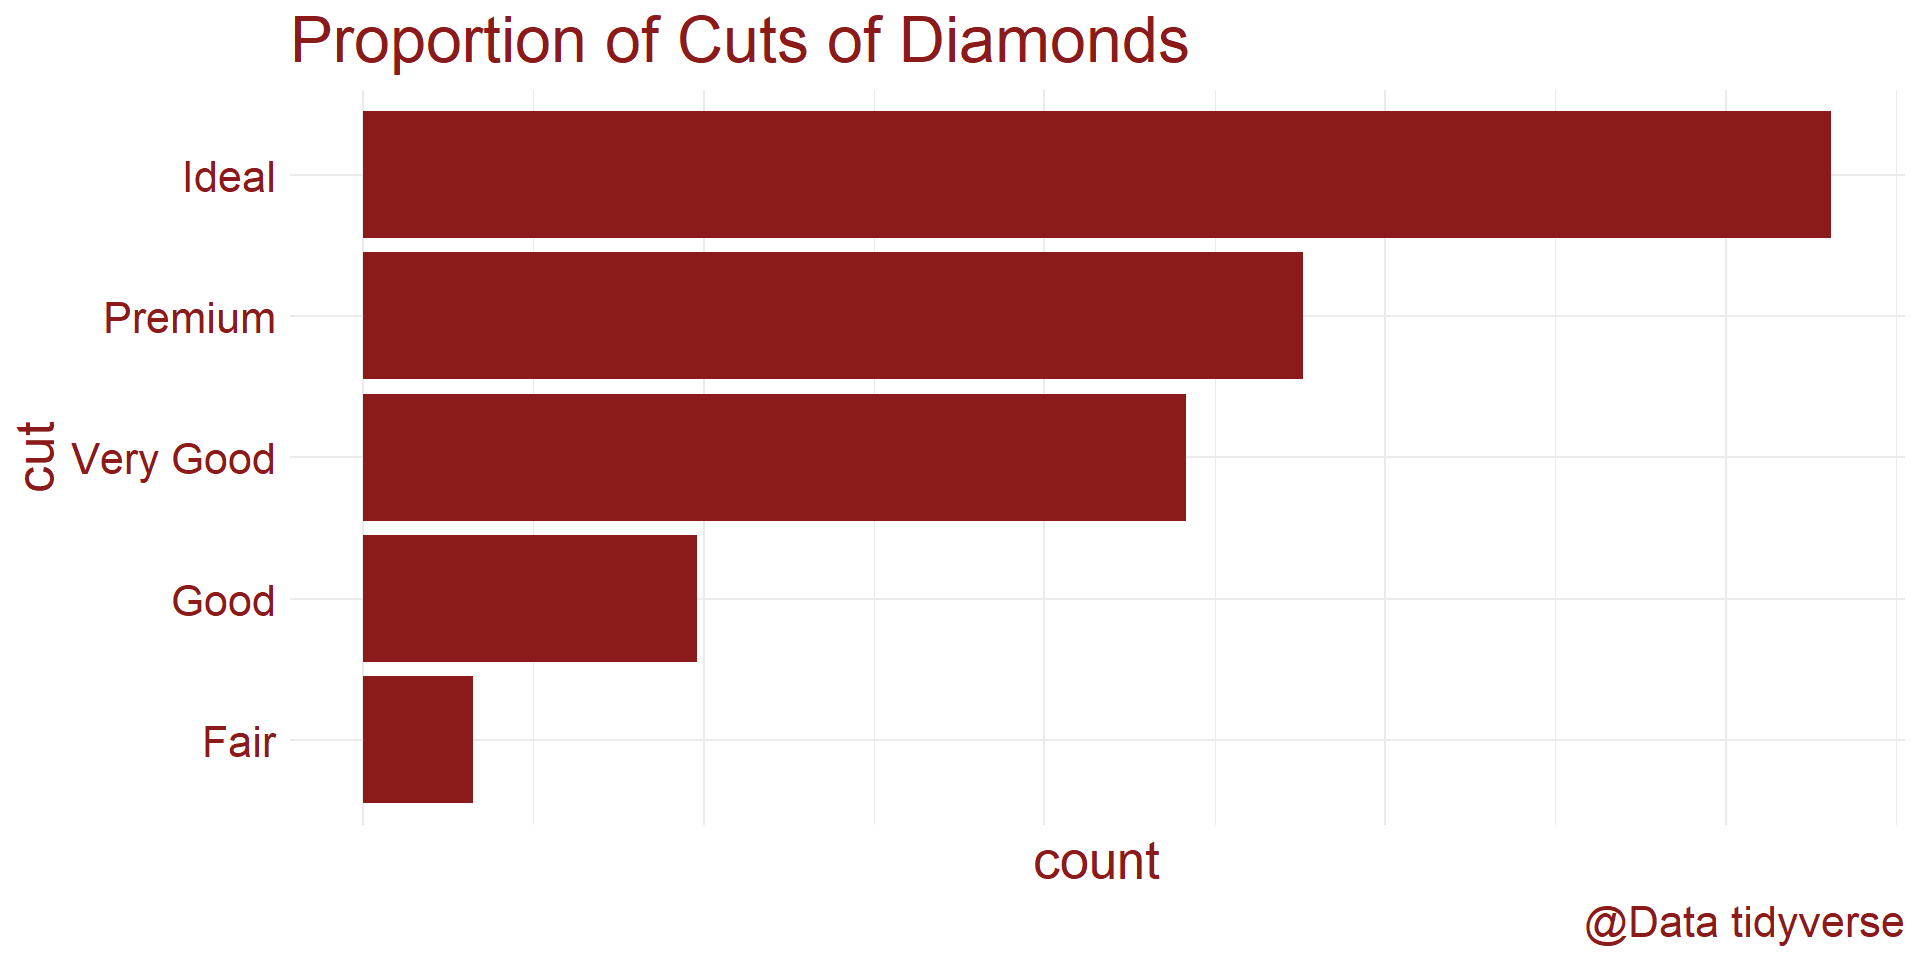 Proportion of Cuts of Diamonds
Ideal
Premium
Very Good
Good
Fair
cut
count
@Data tidyverse